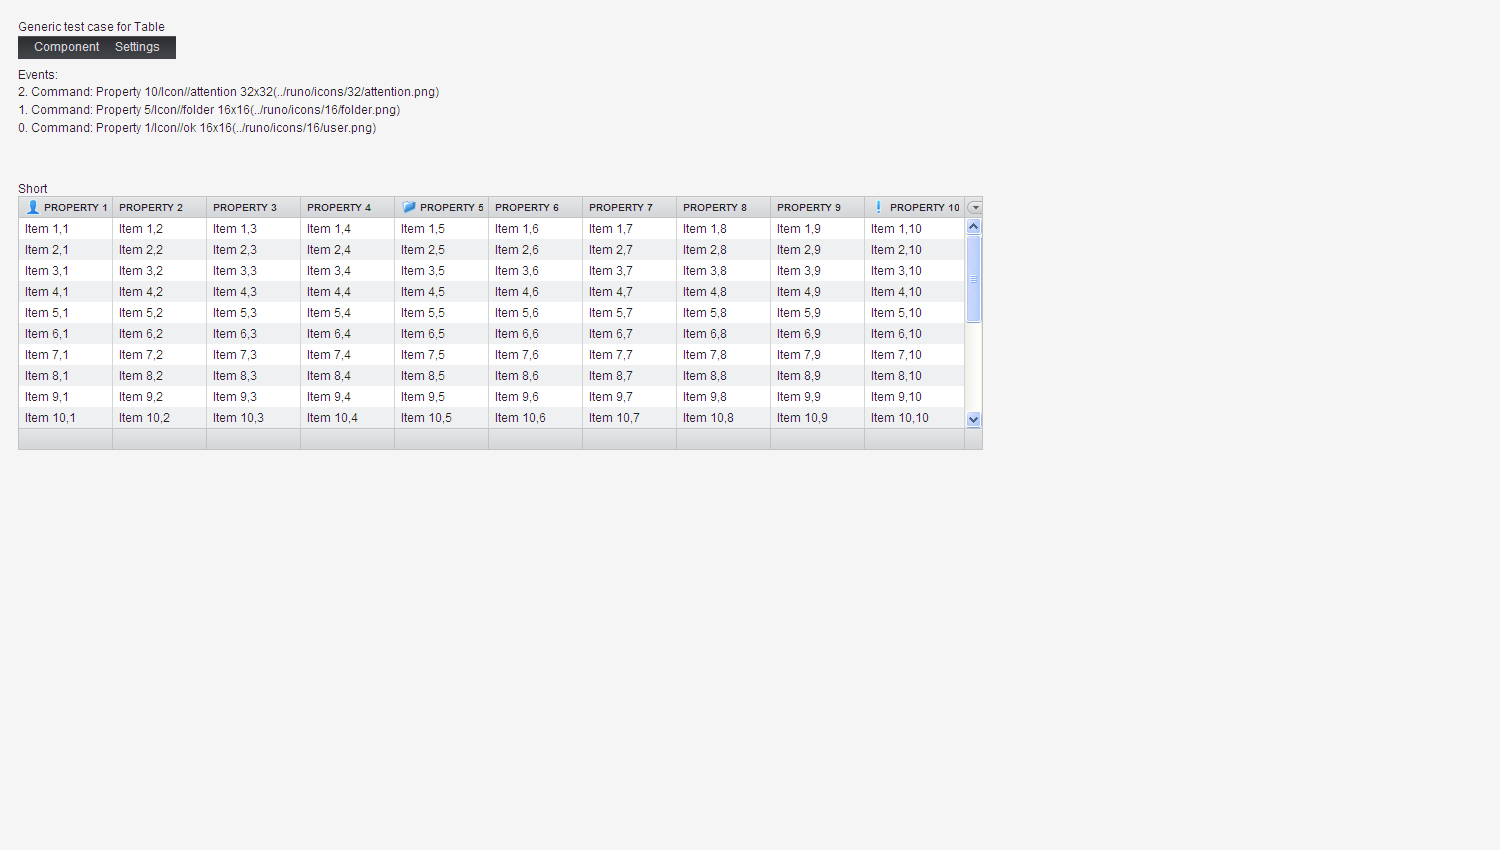 Generic test case for Table
Component Settings
Events:
2. Command: Property 10/Icon//attention 32x32(../runo/icons/32/attention.png)
1. Command: Property 5/Icon//folder 16x16(../runo/icons/16/folder.png)
0. Command: Property 1/Icon//ok 16x16(../runo/icons/16/user.png)
Short
PROPERTY 1 PROPERTY 2 PROPERTY 3 PROPERTY 4 PROPERTY 5 PROPERTY 6 PROPERTY 7 PROPERTY 8 PROPERTY 9 PROPERTY 10
Item 1,1 Item 1,2 Item 1,3 Item 1,4 Item 1,5 Item 1,6 Item 1,7 Item 1,8 Item 1,9 Item 1,10
Item 2,1 Item 2,2 Item 2,3 Item 2,4 Item 2,5 Item 2,6 Item 2,7 Item 2,8 Item 2,9 Item 2,10
Item 3,1 Item 3,2 Item 3,3 Item 3,4 Item 3,5 Item 3,6 Item 3,7 Item 3,8 Item 3,9 Item 3,10
Item 4,1 Item 4,2 Item 4,3 Item 4,4 Item 4,5 Item 4,6 Item 4,7 Item 4,8 Item 4,9 Item 4,10
Item 5,1 Item 5,2 Item 5,3 Item 5,4 Item 5,5 Item 5,6 Item 5,7 Item 5,8 Item 5,9 Item 5,10
Item 6,1 Item 6,2 Item 6,3 Item 6,4 Item 6,5 Item 6,6 Item 6,7 Item 6,8 Item 6,9 Item 6,10
Item 7,1 Item 7,2 Item 7,3 Item 7,4 Item 7,5 Item 7,6 Item 7,7 Item 7,8 Item 7,9 Item 7,10
Item 8,1 Item 8,2 Item 8,3 Item 8,4 Item 8,5 Item 8,6 Item 8,7 Item 8,8 Item 8,9 Item 8,10
Item 9,1 Item 9,2 Item 9,3 Item 9,4 Item 9,5 Item 9,6 Item 9,7 Item 9,8 Item 9,9 Item 9,10
Item 10,1 Item 10,2 Item 10,3 Item 10,4 Item 10,5 Item 10,6 Item 10,7 Item 10,8 Item 10,9 Item 10,10